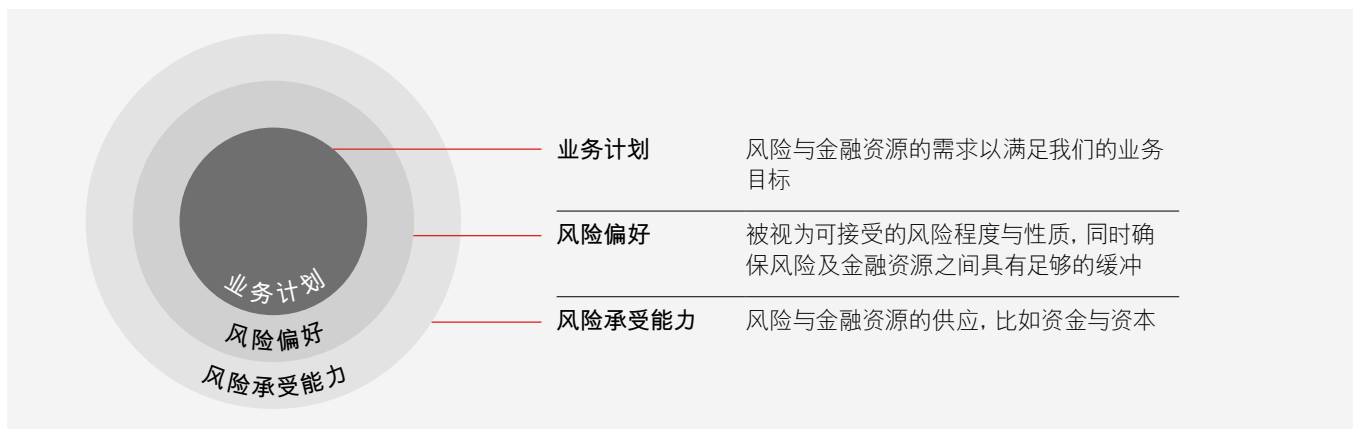 业务计划
风险偏好
风险承受能力
业务计划
风险与金融资源的需求以满足我们的业务
目标
风险偏好
被视为可接受的风险程度与性质，同时确
保风险及金融资源之间具有足够的缓冲
风险承受能力
风险与金融资源的供应，比如资金与资本